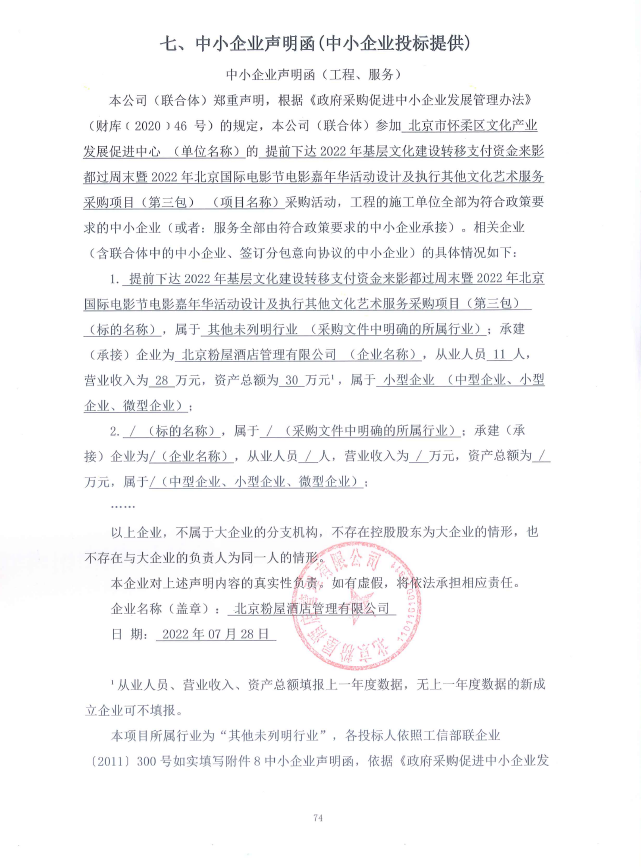 七、中小企业声明函(中小企业投标提供)
中小企业声明函（工程、服务）
本公司（联合体）郑重声明，根据《政府采购促进中小企业发展管理办法》
（财库﹝2020﹞46 号）的规定，本公司（联合体）参加 北京市怀柔区文化产业
发展促进中心 （单位名称）的 提前下达 2022 年基层文化建设转移支付资金来影
都过周末暨 2022 年北京国际电影节电影嘉年华活动设计及执行其他文化艺术服务
采购项目（第三包） （项目名称）采购活动，工程的施工单位全部为符合政策要
求的中小企业（或者：服务全部由符合政策要求的中小企业承接）。相关企业
（含联合体中的中小企业、签订分包意向协议的中小企业）的具体情况如下：
1. 提前下达 2022 年基层文化建设转移支付资金来影都过周末暨 2022 年北京
国际电影节电影嘉年华活动设计及执行其他文化艺术服务采购项目（第三包）
（标的名称），属于 其他未列明行业 （采购文件中明确的所属行业）；承建
（承接）企业为 北京粉屋酒店管理有限公司 （企业名称），从业人员 11 人，
营业收入为 28 万元，资产总额为 30 万元¹，属于 小型企业 （中型企业、小型
企业、微型企业）；
2. / （标的名称），属于 / （采购文件中明确的所属行业）；承建（承
接）企业为/（企业名称），从业人员 / 人，营业收入为 / 万元，资产总额为 /
万元，属于/（中型企业、小型企业、微型企业）；
……
以上企业，不属于大企业的分支机构，不存在控股股东为大企业的情形，也
不存在与大企业的负责人为同一人的情形。
本企业对上述声明内容的真实性负责。如有虚假，将依法承担相应责任。
企业名称（盖章）： 北京粉屋酒店管理有限公司
日 期： 2022 年 07 月 28 日
北京粉屋酒店管理有限公司
¹从业人员、营业收入、资产总额填报上一年度数据，无上一年度数据的新成
立企业可不填报。
本项目所属行业为“其他未列明行业”，各投标人依照工信部联企业
〔2011〕300 号如实填写附件 8 中小企业声明函，依据《政府采购促进中小企业发
74